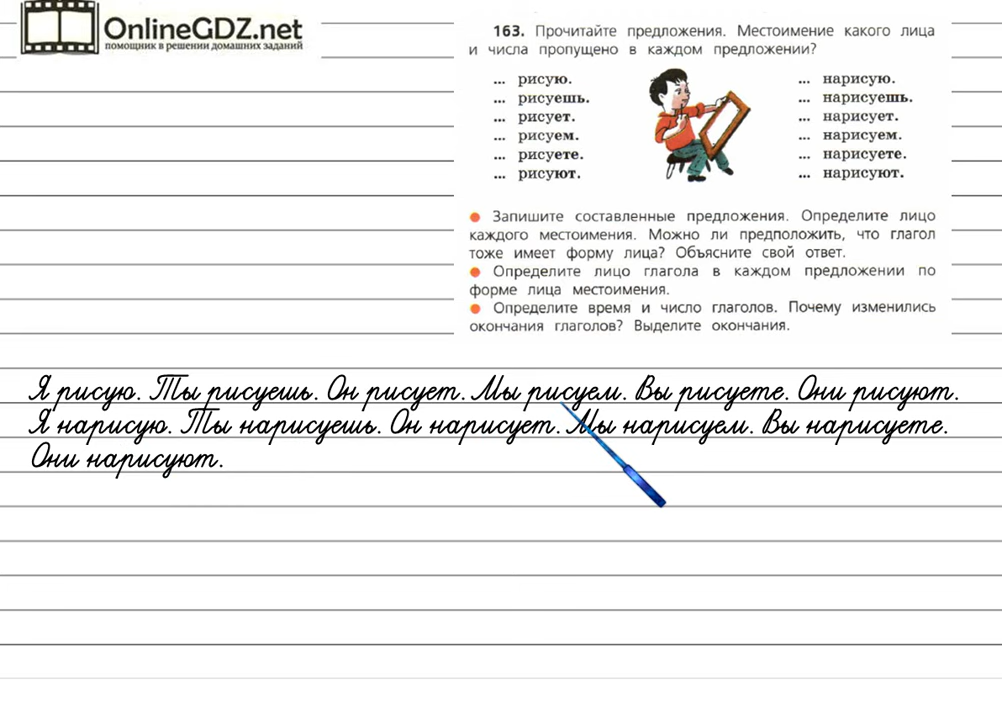 OnlineGDZ.net
помощник в решении домашних заданий
163. Прочитайте предложения. Местоимение какого лица
и числа пропущено в каждом предложении?
... рисую.
... рисуешь.
... рисует.
... рисуем.
... рисуете.
... рисуют.
... нарисую.
... нарисуешь.
... нарисует.
... нарисуем.
... нарисуете.
... нарисуют.
● Запишите составленные предложения. Определите лицо
каждого местоимения. Можно ли предположить, что глагол
тоже имеет форму лица? Объясните свой ответ.
● Определите лицо глагола в каждом предложении по
форме лица местоимения.
● Определите время и число глаголов. Почему изменились
окончания глаголов? Выделите окончания.
Я рисую. Ты рисуешь. Он рисует. Мы рисуем. Вы рисуете. Они рисуют.
Я нарисую. Ты нарисуешь. Он нарисует. Мы нарисуем. Вы нарисуете.
Они нарисуют.